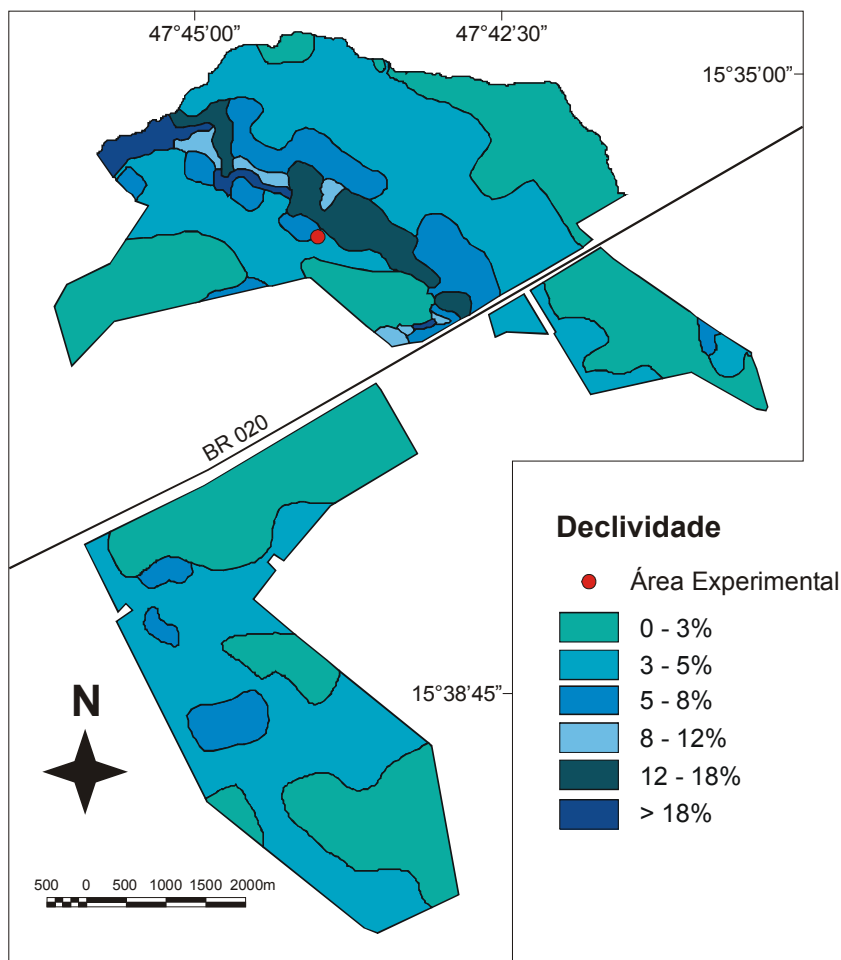 47°45'00”
47°42'30”
15°35'00”
BR 020
Declividade
Área Experimental
0 - 3%
3 - 5%
5 - 8%
8 - 12%
12 - 18%
> 18%
15°38'45”
N
500 0 500 1000 1500 2000m